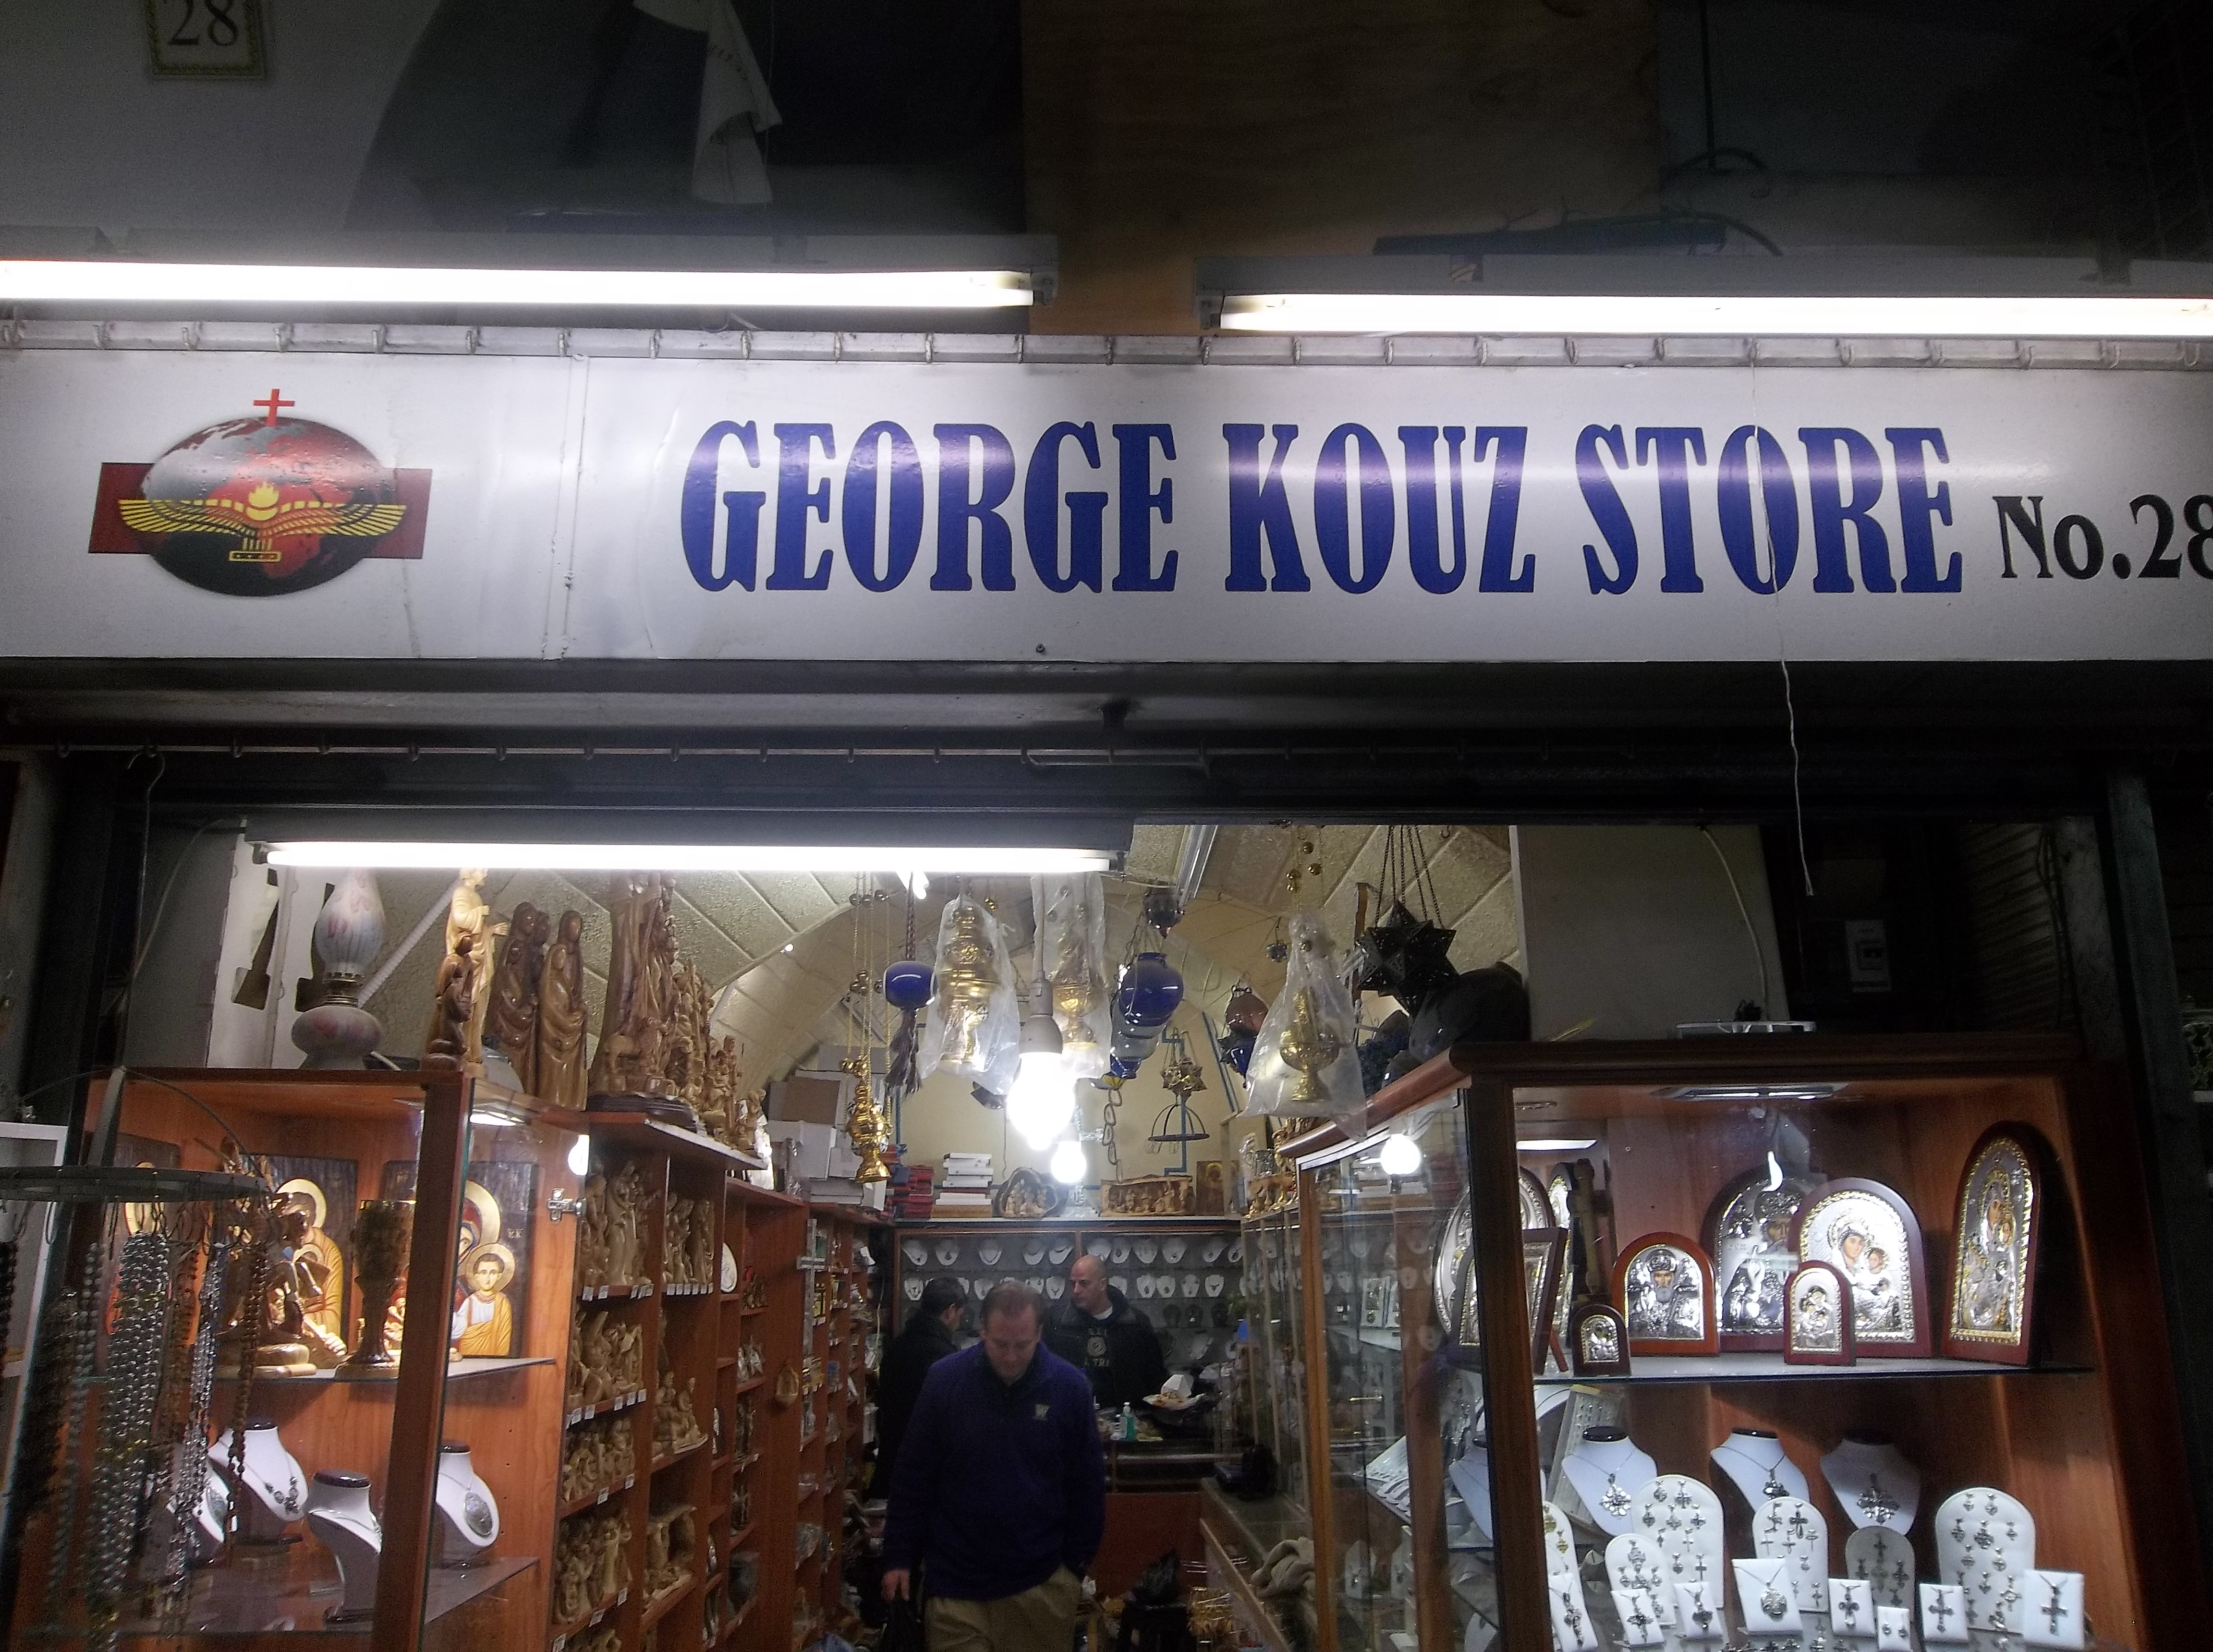 28
GEORGE KOUZ STORE No.28
W